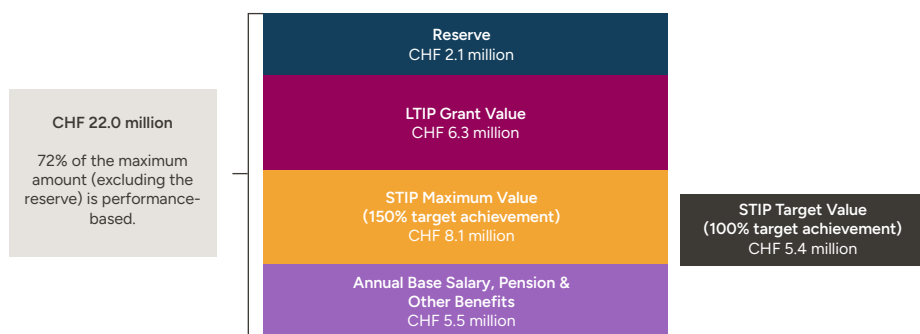 Reserve
CHF 2.1 million
CHF 22.0 million
72% of the maximum
amount (excluding the
reserve) is performance-
based.
LTIP Grant Value
CHF 6.3 million
STIP Maximum Value
(150% target achievement)
CHF 8.1 million
STIP Target Value
(100% target achievement)
CHF 5.4 million
Annual Base Salary, Pension &
Other Benefits
CHF 5.5 million